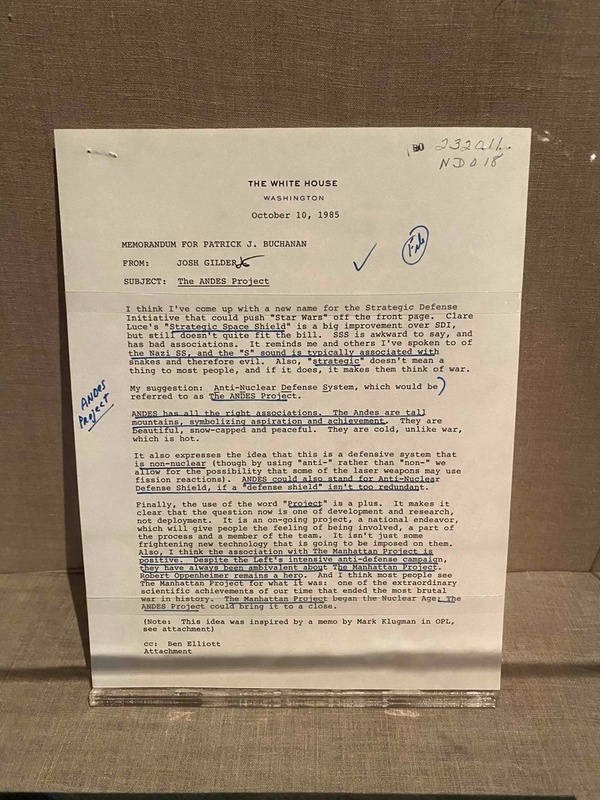 232011
ND018
THE WHITE HOUSE
WASHINGTON
October 10, 1985
MEMORANDUM FOR PATRICK J. BUCHANAN
FROM: JOSH GILDER
File
SUBJECT: The ANDES Project
I think I've come up with a new name for the Strategic Defense
Initiative that could push "Star Wars" off the front page. Clare
Luce's "Strategic Space Shield" is a big improvement over SDI,
but still doesn't quite fit the bill. SSS is awkward to say, and
has bad associations. It reminds me and others I've spoken to of
the Nazi SS, and the "S" sound is typically associated with
snakes and therefore evil. Also, "strategic" doesn't mean a
thing to most people, and if it does, it makes them think of war.
My suggestion: Anti-Nuclear Defense System, which would be
referred to as The ANDES Project.
ANDES
Project
ANDES has all the right associations. The Andes are tall
mountains, symbolizing aspiration and achievement. They are
beautiful, snow-capped and peaceful. They are cold, unlike war,
which is hot.
It also expresses the idea that this is a defensive system that
is non-nuclear (though by using "anti-" rather than "non-" we
allow for the possibility that some of the laser weapons may use
fission reactions). ANDES could also stand for Anti-Nuclear
Defense Shield, if a "defense shield" isn't too redundant.
Finally, the use of the word "Project" is a plus. It makes it
clear that the question now is one of development and research,
not deployment. It is an on-going project, a national endeavor,
which will give people the feeling of being involved, a part of
the process and a member of the team. It isn't just some
frightening new technology that is going to be imposed on them.
Also, I think the association with The Manhattan Project is
positive. Despite the Left's intensive anti-defense campaign,
they have always been ambivalent about The Manhattan Project.
Robert Oppenheimer remains a hero. And I think most people see
The Manhattan Project for what it was: one of the extraordinary
scientific achievements of our time that ended the most brutal
war in history. The Manhattan Project began the Nuclear Age; The
ANDES Project could bring it to a close.
(Note: This idea was inspired by a memo by Mark Klugman in OPL,
see attachment)
cc: Ben Elliott
Attachment